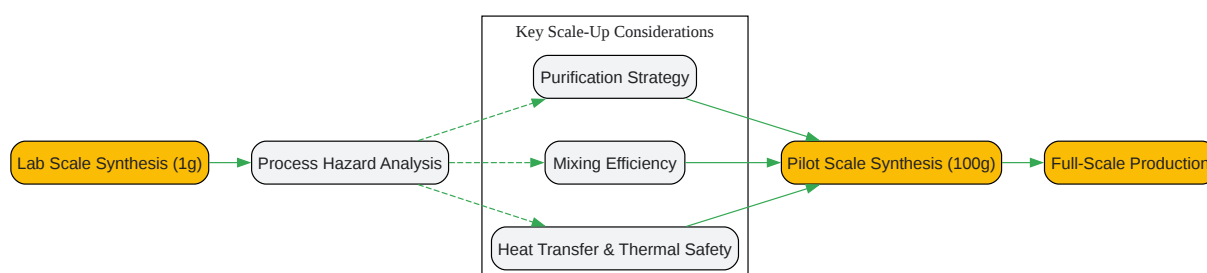 Key Scale-Up Considerations
Purification Strategy
Lab Scale Synthesis (1g)
Process Hazard Analysis
Mixing Efficiency
Pilot Scale Synthesis (100g)
Full-Scale Production
Heat Transfer & Thermal Safety